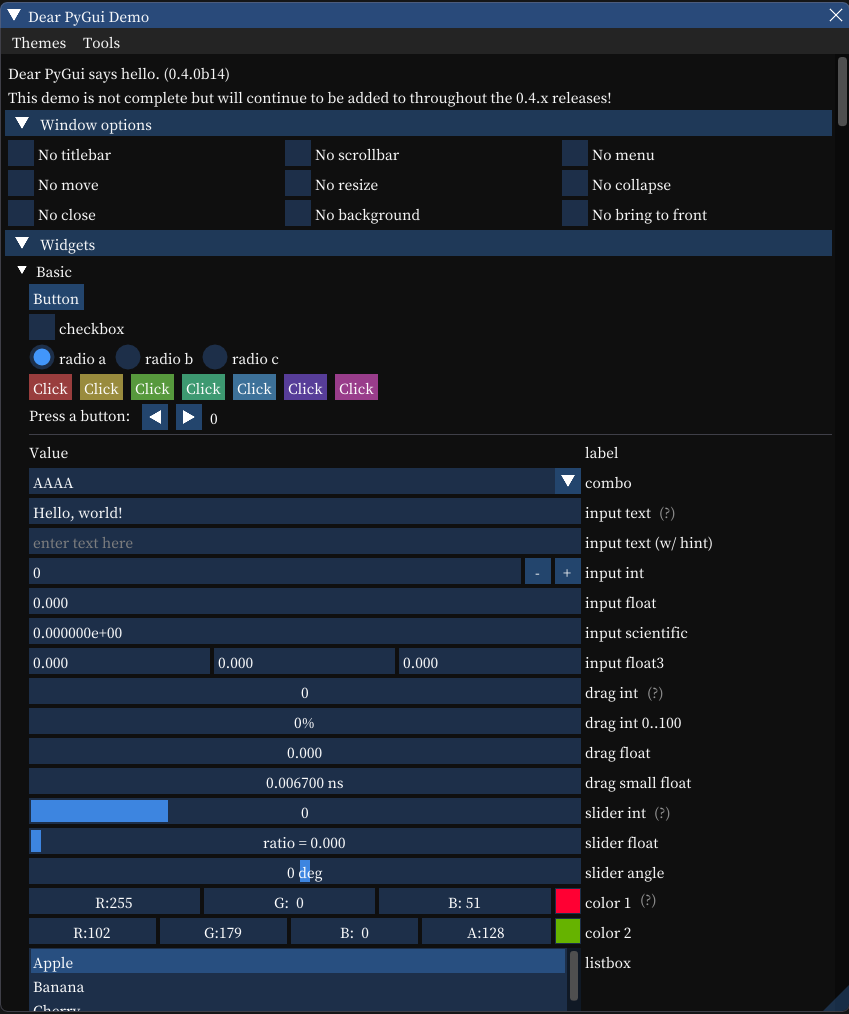 Dear PyGui Demo
Themes Tools
Dear PyGui says hello. (0.4.0b14)
This demo is not complete but will continue to be added to throughout the 0.4.x releases!
Window options
No titlebar No scrollbar No menu
No move No resize No collapse
No close No background No bring to front
Widgets
Basic
Button
checkbox
radio a radio b radio c
Click Click Click Click Click Click Click
Press a button: 0
Value label
AAAA combo
Hello, world! input text (?)
enter text here input text (w/ hint)
0 - + input int
0.000 input float
0.000000e+00 input scientific
0.000 0.000 0.000 input float3
0 drag int (?)
0% drag int 0..100
0.000 drag float
0.006700 ns drag small float
0 slider int (?)
ratio = 0.000 slider float
0 deg slider angle
R:255 G: 0 B: 51 color 1 (?)
R:102 G:179 B: 0 A:128 color 2
Apple listbox
Banana
Cherry